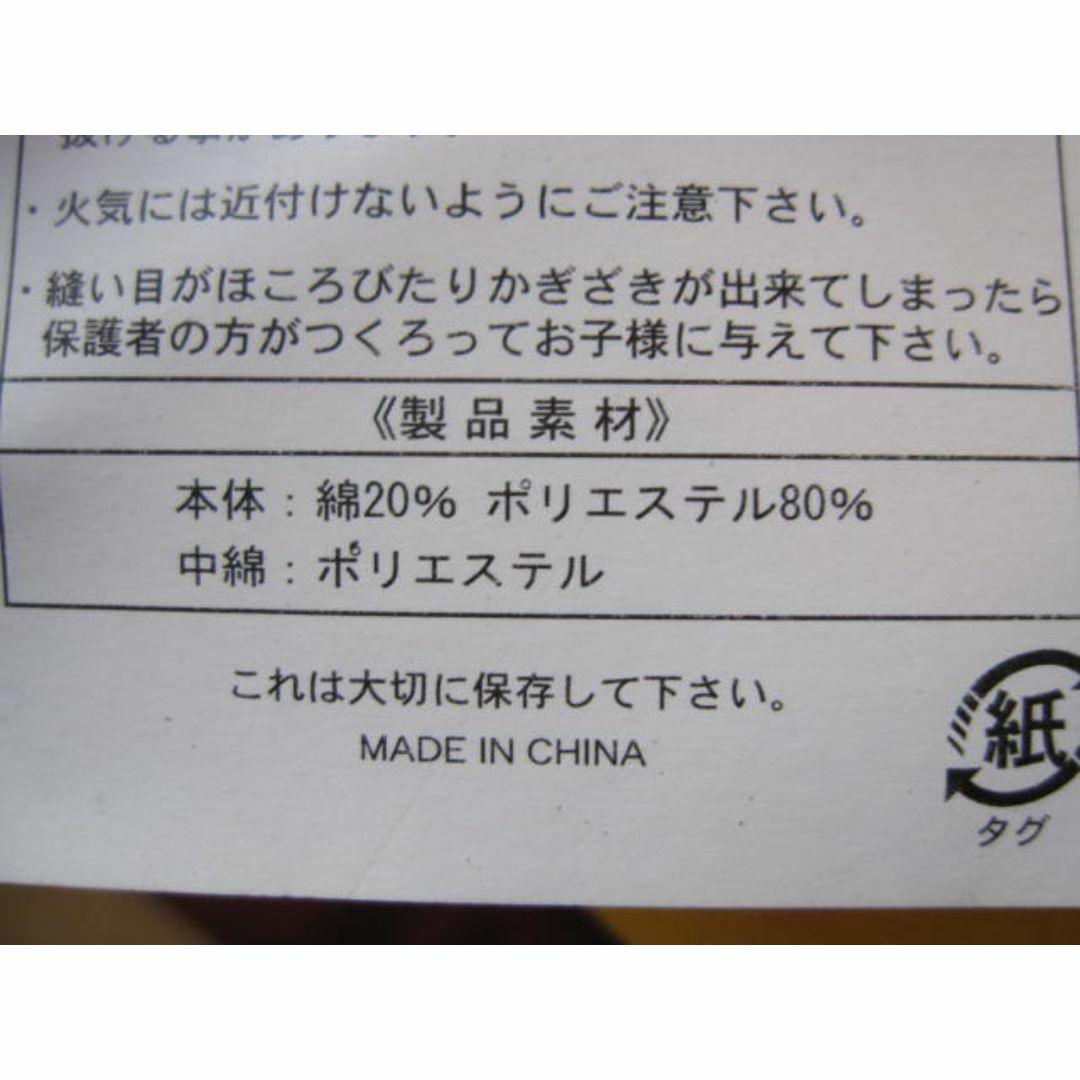 ・火気には近付けないようにご注意下さい。
・縫い目がほころびたりかぎざきが出来てしまったら
保護者の方がつくろってお子様に与えて下さい。
《製品素材》
本体：綿20% ポリエステル80%
中綿：ポリエステル
これは大切に保存して下さい。
MADE IN CHINA
紙
タグ